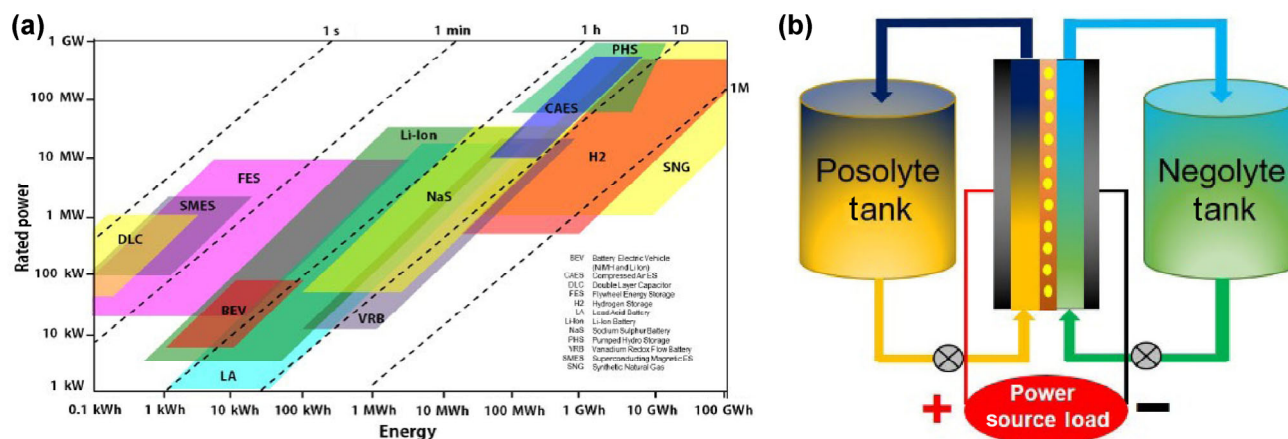 (a)
1 s
1 min
1 h
1D
1M
Rated power
1 GW
100 MW
10 MW
1 MW
100 kW
10 kW
1 kW
PHS
CAES
Li-Ion
H2
FES
SNG
SMES
NaS
DLC
BEV
VRB
LA
BEV Battery Electric Vehicle
(NiMH and Li Ion)
CAES Compressed Air ES
DLC Double Layer Capacitor
FES Flywheel Energy Storage
H2 Hydrogen Storage
LA Lead Acid Battery
Li-Ion Li-Ion Battery
NaS Sodium Sulphur Battery
PHS Pumped Hydro Storage
VRB Vanadium Redox Flow Battery
SMES Superconducting Magnetic ES
SNG Synthetic Natural Gas
0.1 kWh
1 kWh
10 kWh
100 kWh
1 MWh
10 MWh
100 MWh
1 GWh
10 GWh
100 GWh
Energy
(b)
Posolyte
tank
Negolyte
tank
+
Power
source load
−